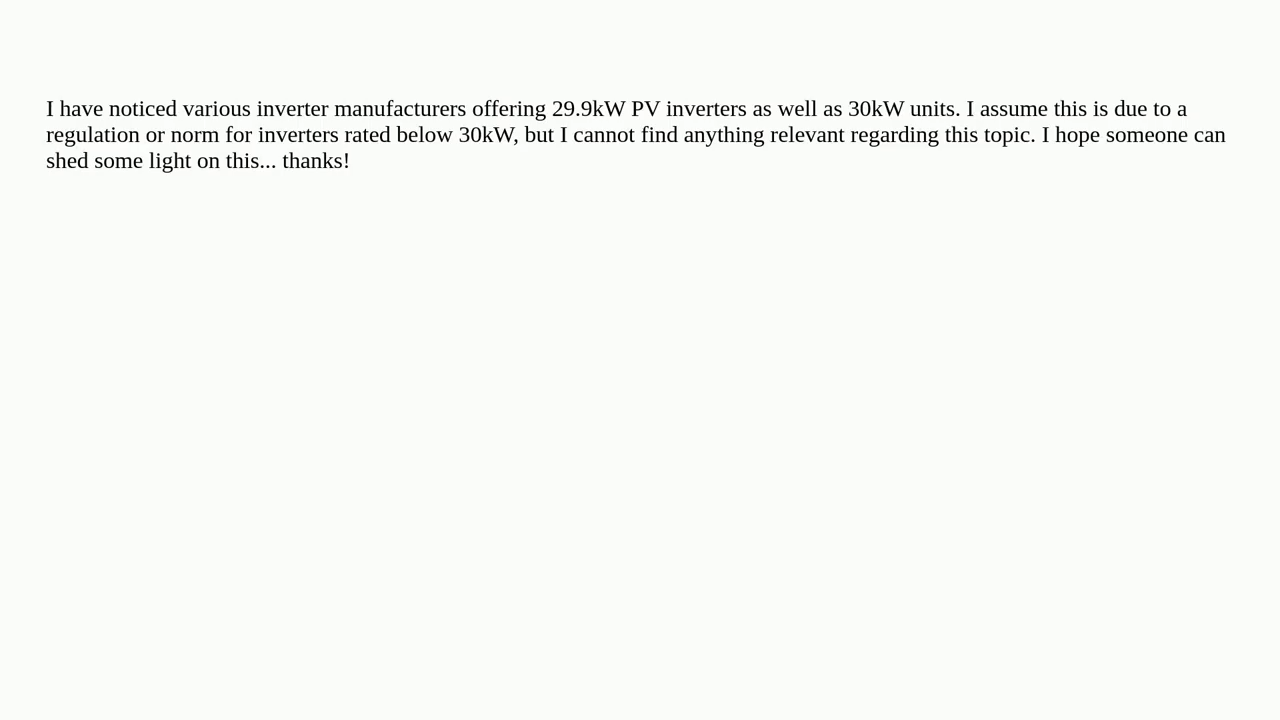 I have noticed various inverter manufacturers offering 29.9kW PV inverters as well as 30kW units. I assume this is due to a
regulation or norm for inverters rated below 30kW, but I cannot find anything relevant regarding this topic. I hope someone can
shed some light on this... thanks!